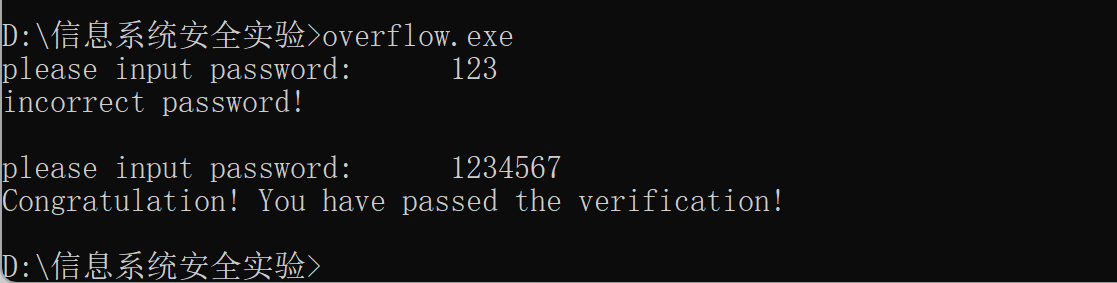 D:\信息系统安全实验>overflow.exe
please input password:      123
incorrect password!
please input password:      1234567
Congratulation! You have passed the verification!
D:\信息系统安全实验>